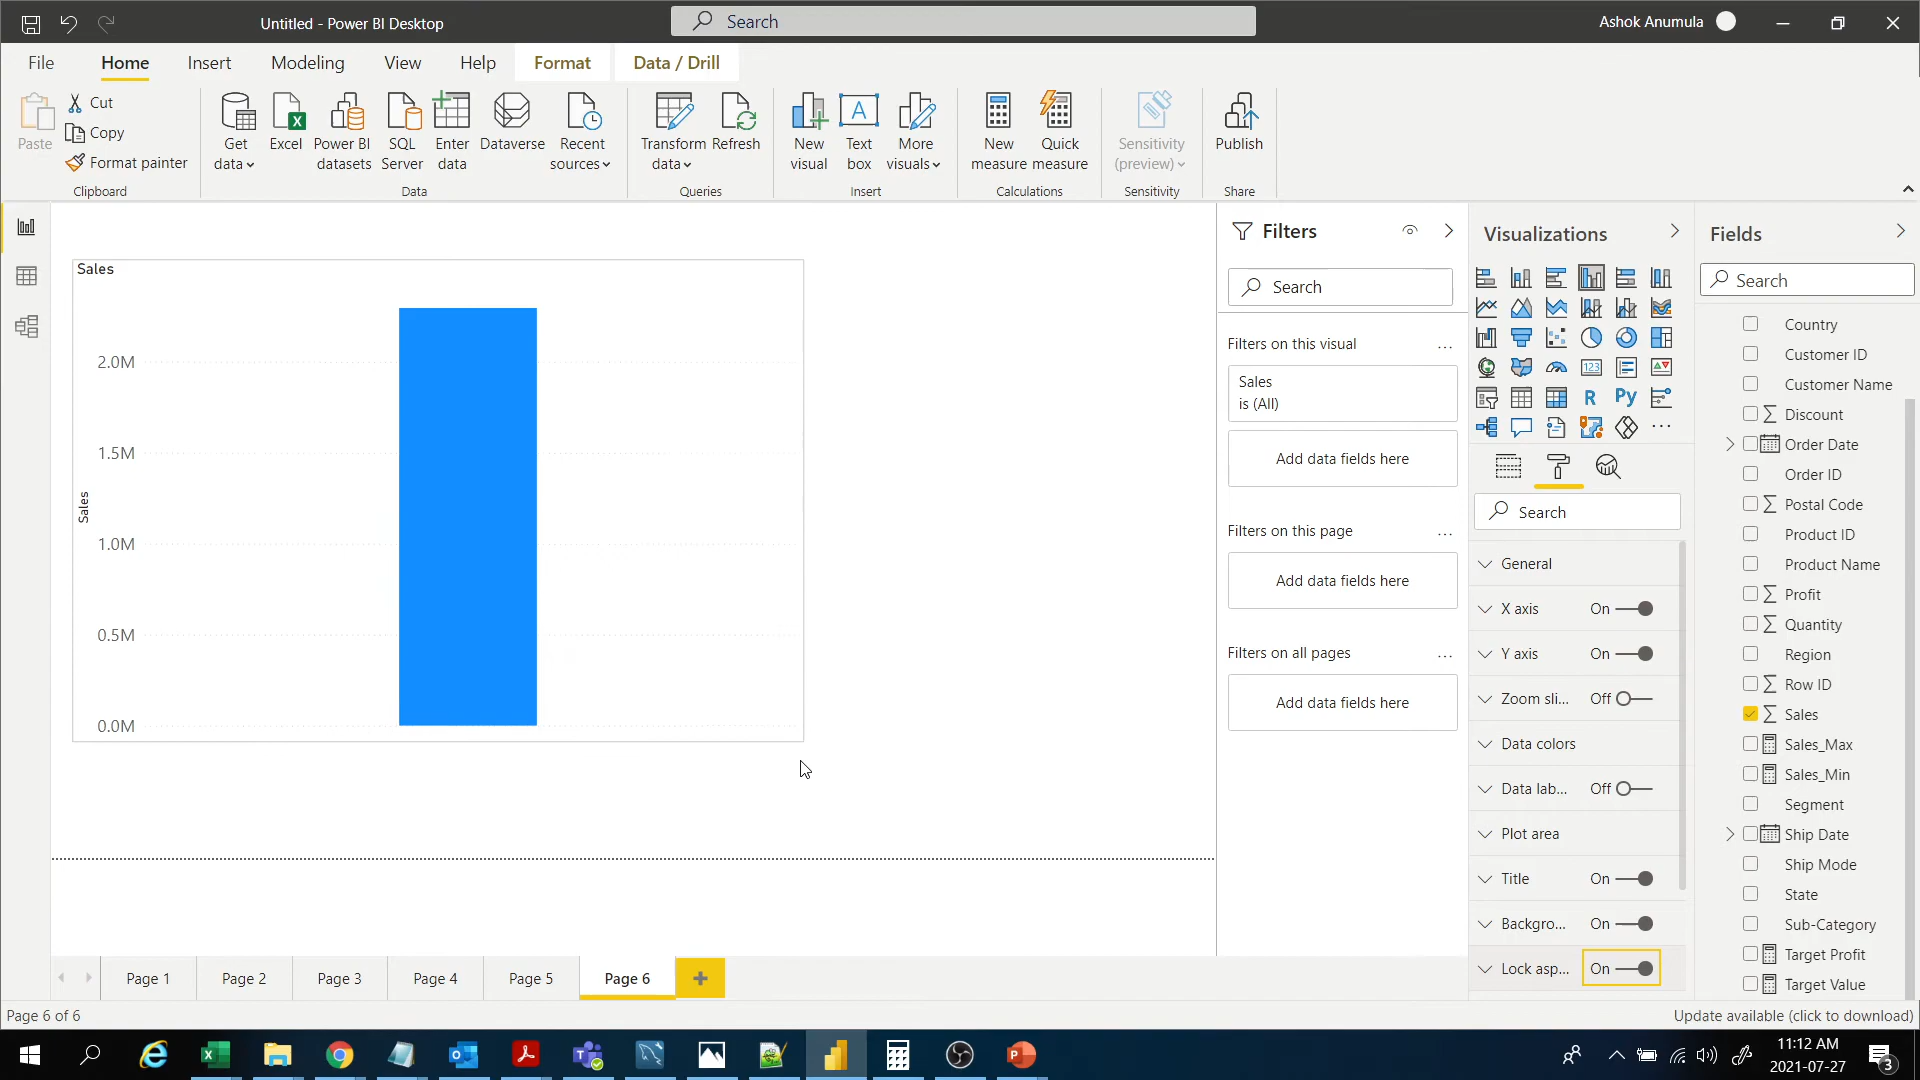 Untitled - Power BI Desktop
Search
Ashok Anumula
File
Home
Insert
Modeling
View
Help
Format
Data / Drill
Paste
Cut
Copy
Format painter
Clipboard
Get data
Excel
Power BI datasets
SQL Server
Enter data
Dataverse
Recent sources
Data
Transform data
Refresh
Queries
New visual
Text box
More visuals
Insert
New measure
Quick measure
Calculations
Sensitivity (preview)
Sensitivity
Publish
Share
Sales
2.0M
1.5M
1.0M
0.5M
0.0M
Sales
Filters
Search
Filters on this visual
...
Sales
is (All)
Add data fields here
Filters on this page
...
Add data fields here
Filters on all pages
...
Add data fields here
Visualizations
123
R
Py
...
Search
General
X axis On
Y axis On
Zoom sli... Off
Data colors
Data lab... Off
Plot area
Title On
Backgro... On
Lock asp... On
Fields
Search
Country
Customer ID
Customer Name
Discount
Order Date
Order ID
Postal Code
Product ID
Product Name
Profit
Quantity
Region
Row ID
Sales
Sales_Max
Sales_Min
Segment
Ship Date
Ship Mode
State
Sub-Category
Target Profit
Target Value
Page 1
Page 2
Page 3
Page 4
Page 5
Page 6
Page 6 of 6
Update available (click to download)
11:12 AM
2021-07-27
3